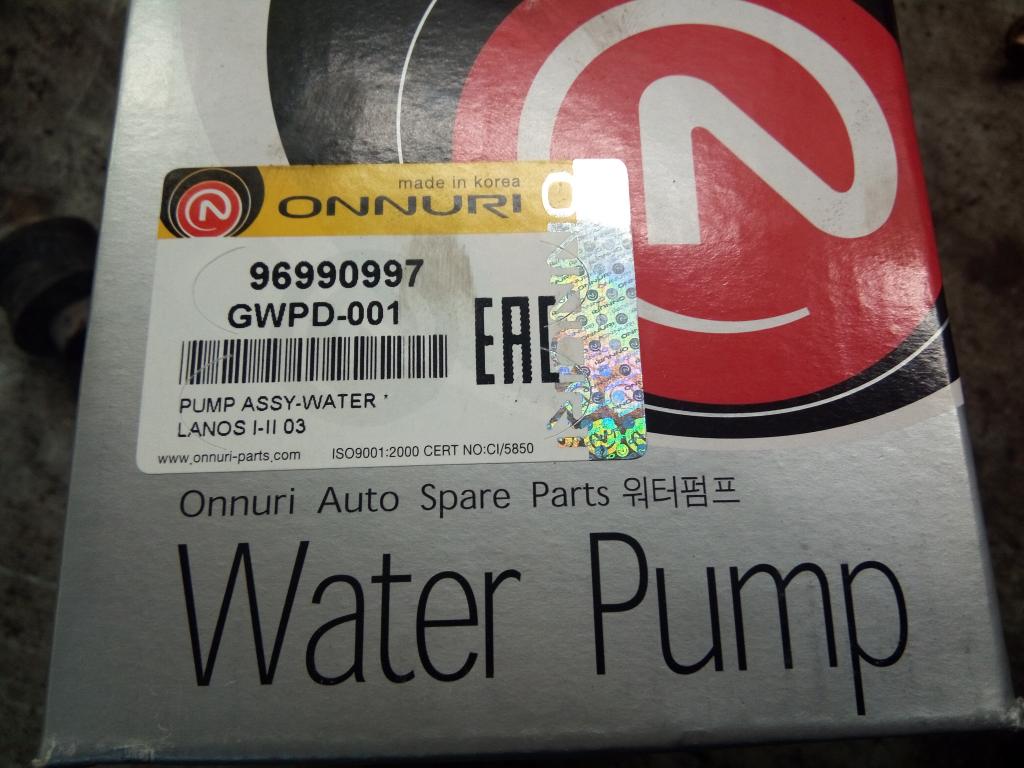 made in korea
ONNURI
96990997
GWPD-001
EAC
PUMP ASSY-WATER
LANOS I-II 03
www.onnuri-parts.com ISO9001:2000 CERT NO:CI/5850
Onnuri Auto Spare Parts 워터펌프
Water Pump